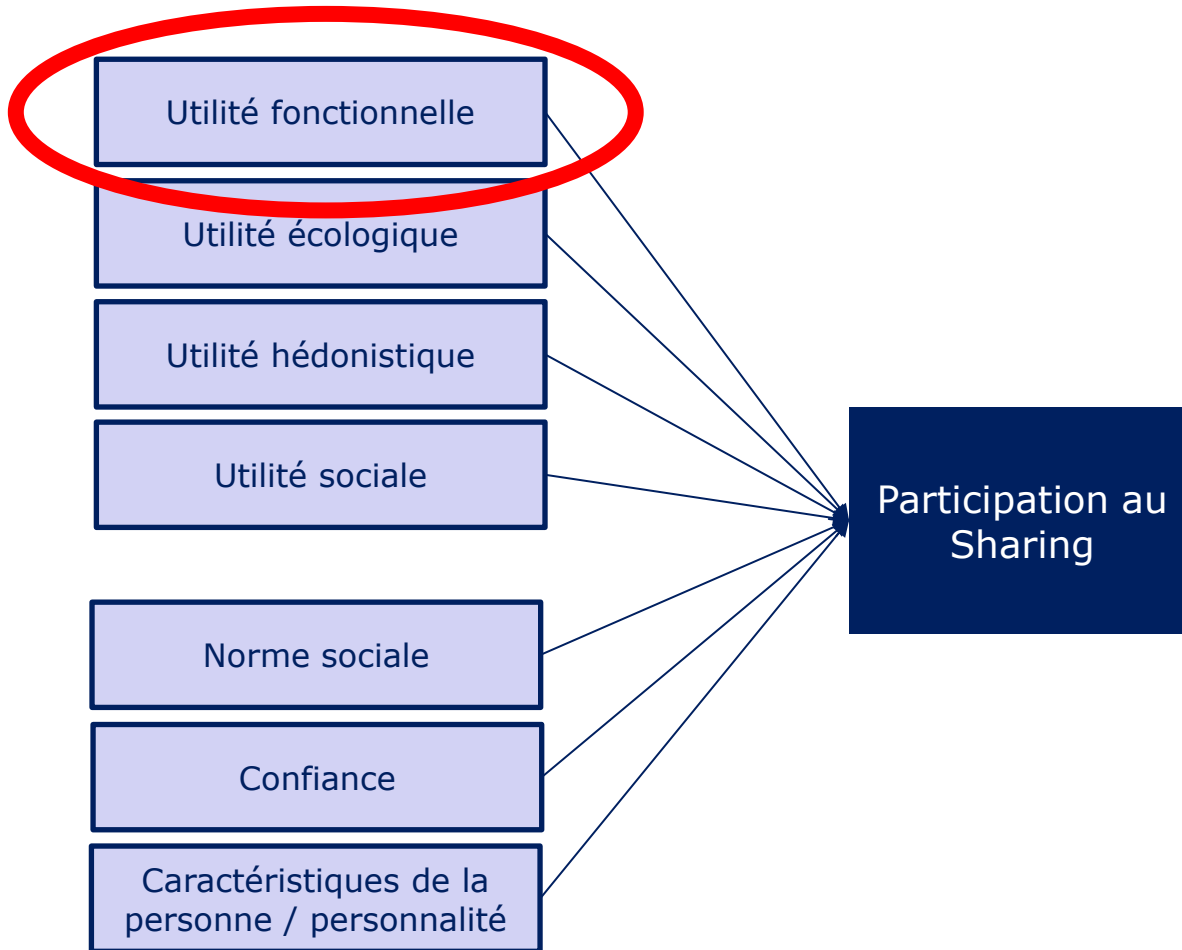 Utilité fonctionnelle
Utilité écologique
Utilité hédonistique
Utilité sociale
Participation au
Sharing
Norme sociale
Confiance
Caractéristiques de la
personne / personnalité